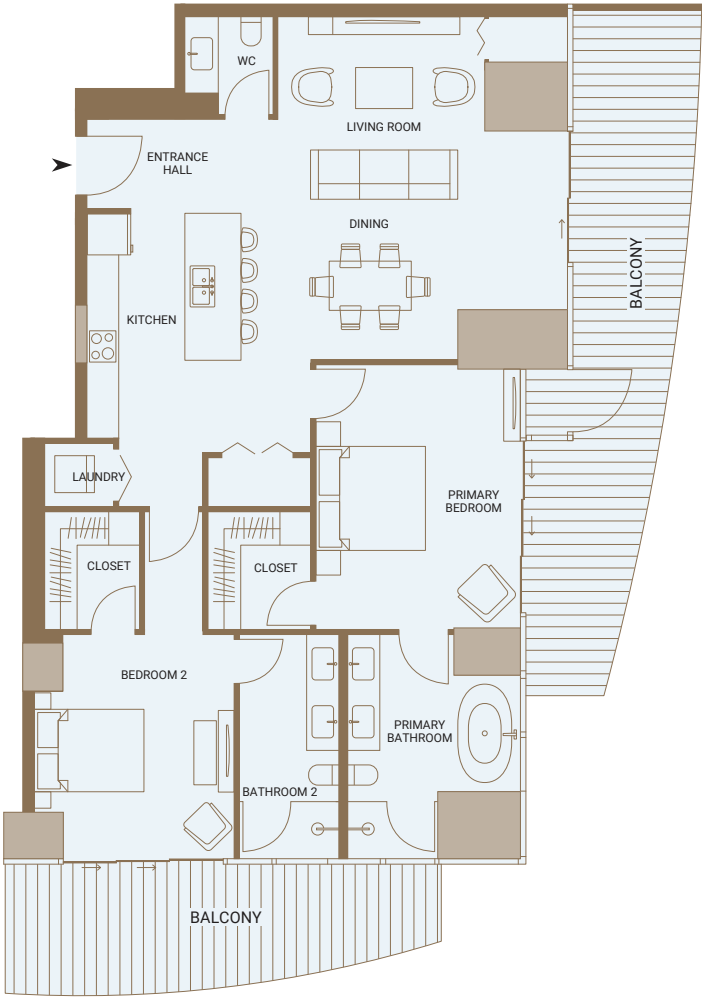 WC
LIVING ROOM
ENTRANCE
HALL
DINING
BALCONY
KITCHEN
LAUNDRY
PRIMARY
BEDROOM
CLOSET
CLOSET
BEDROOM 2
PRIMARY
BATHROOM
BATHROOM 2
BALCONY